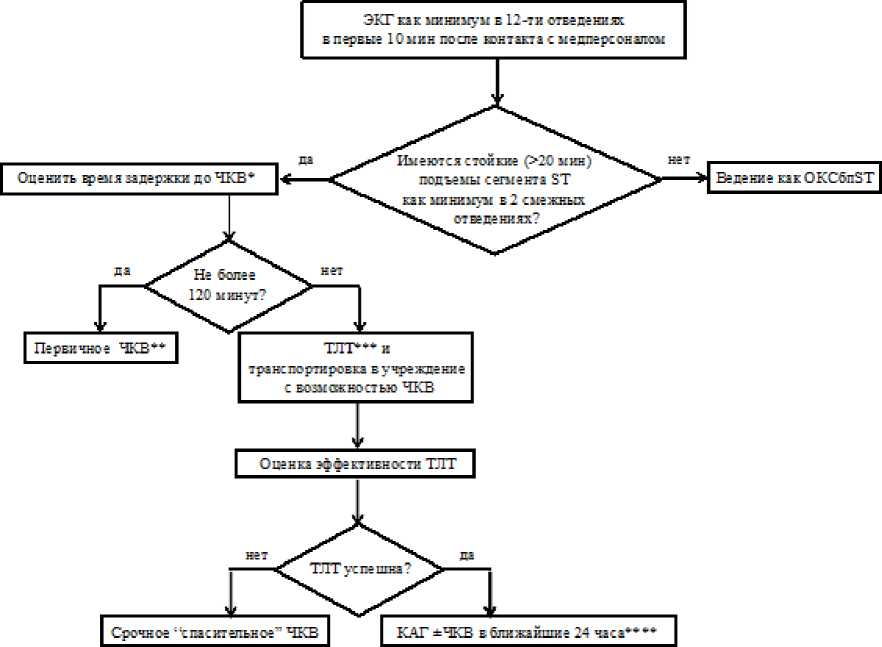 ЭКГ как минимум в 12-ти отведениях
в первые 10 мин после контакта с медперсоналом
да
Имеются стойкие (>20 мин)
подъемы сегмента ST
как минимум в 2 смежных
отведениях?
нет
Оценить время задержки до ЧКВ*
Ведение как ОКСбпST
да
Не более
120 минут?
нет
Первичное ЧКВ**
ТЛТ*** и
транспортировка в учреждение
с возможностью ЧКВ
Оценка эффективности ТЛТ
нет
ТЛТ успешна?
да
Срочное “спасительное” ЧКВ
КАГ ±ЧКВ в ближайшие 24 часа****